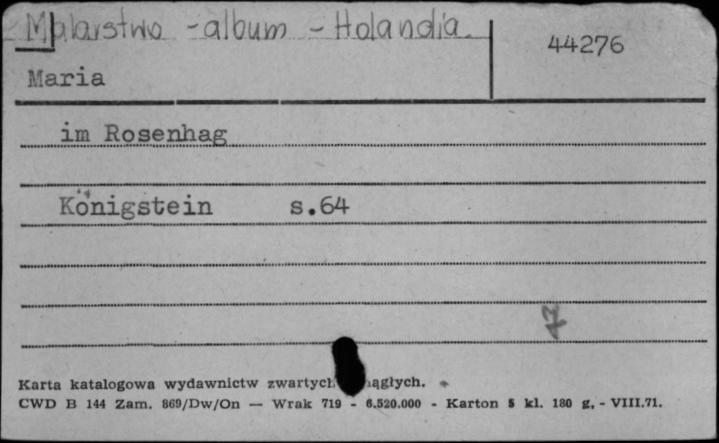 Malarstwo - album - Holandia.
44276
Maria
im Rosenhag
Königstein s.64
7
Karta katalogowa wydawnictw zwartych ciągłych.
CWD B 144 Zam. 869/Dw/On — Wrak 719 - 6.520.000 - Karton 5 kl. 180 g, - VIII.71.